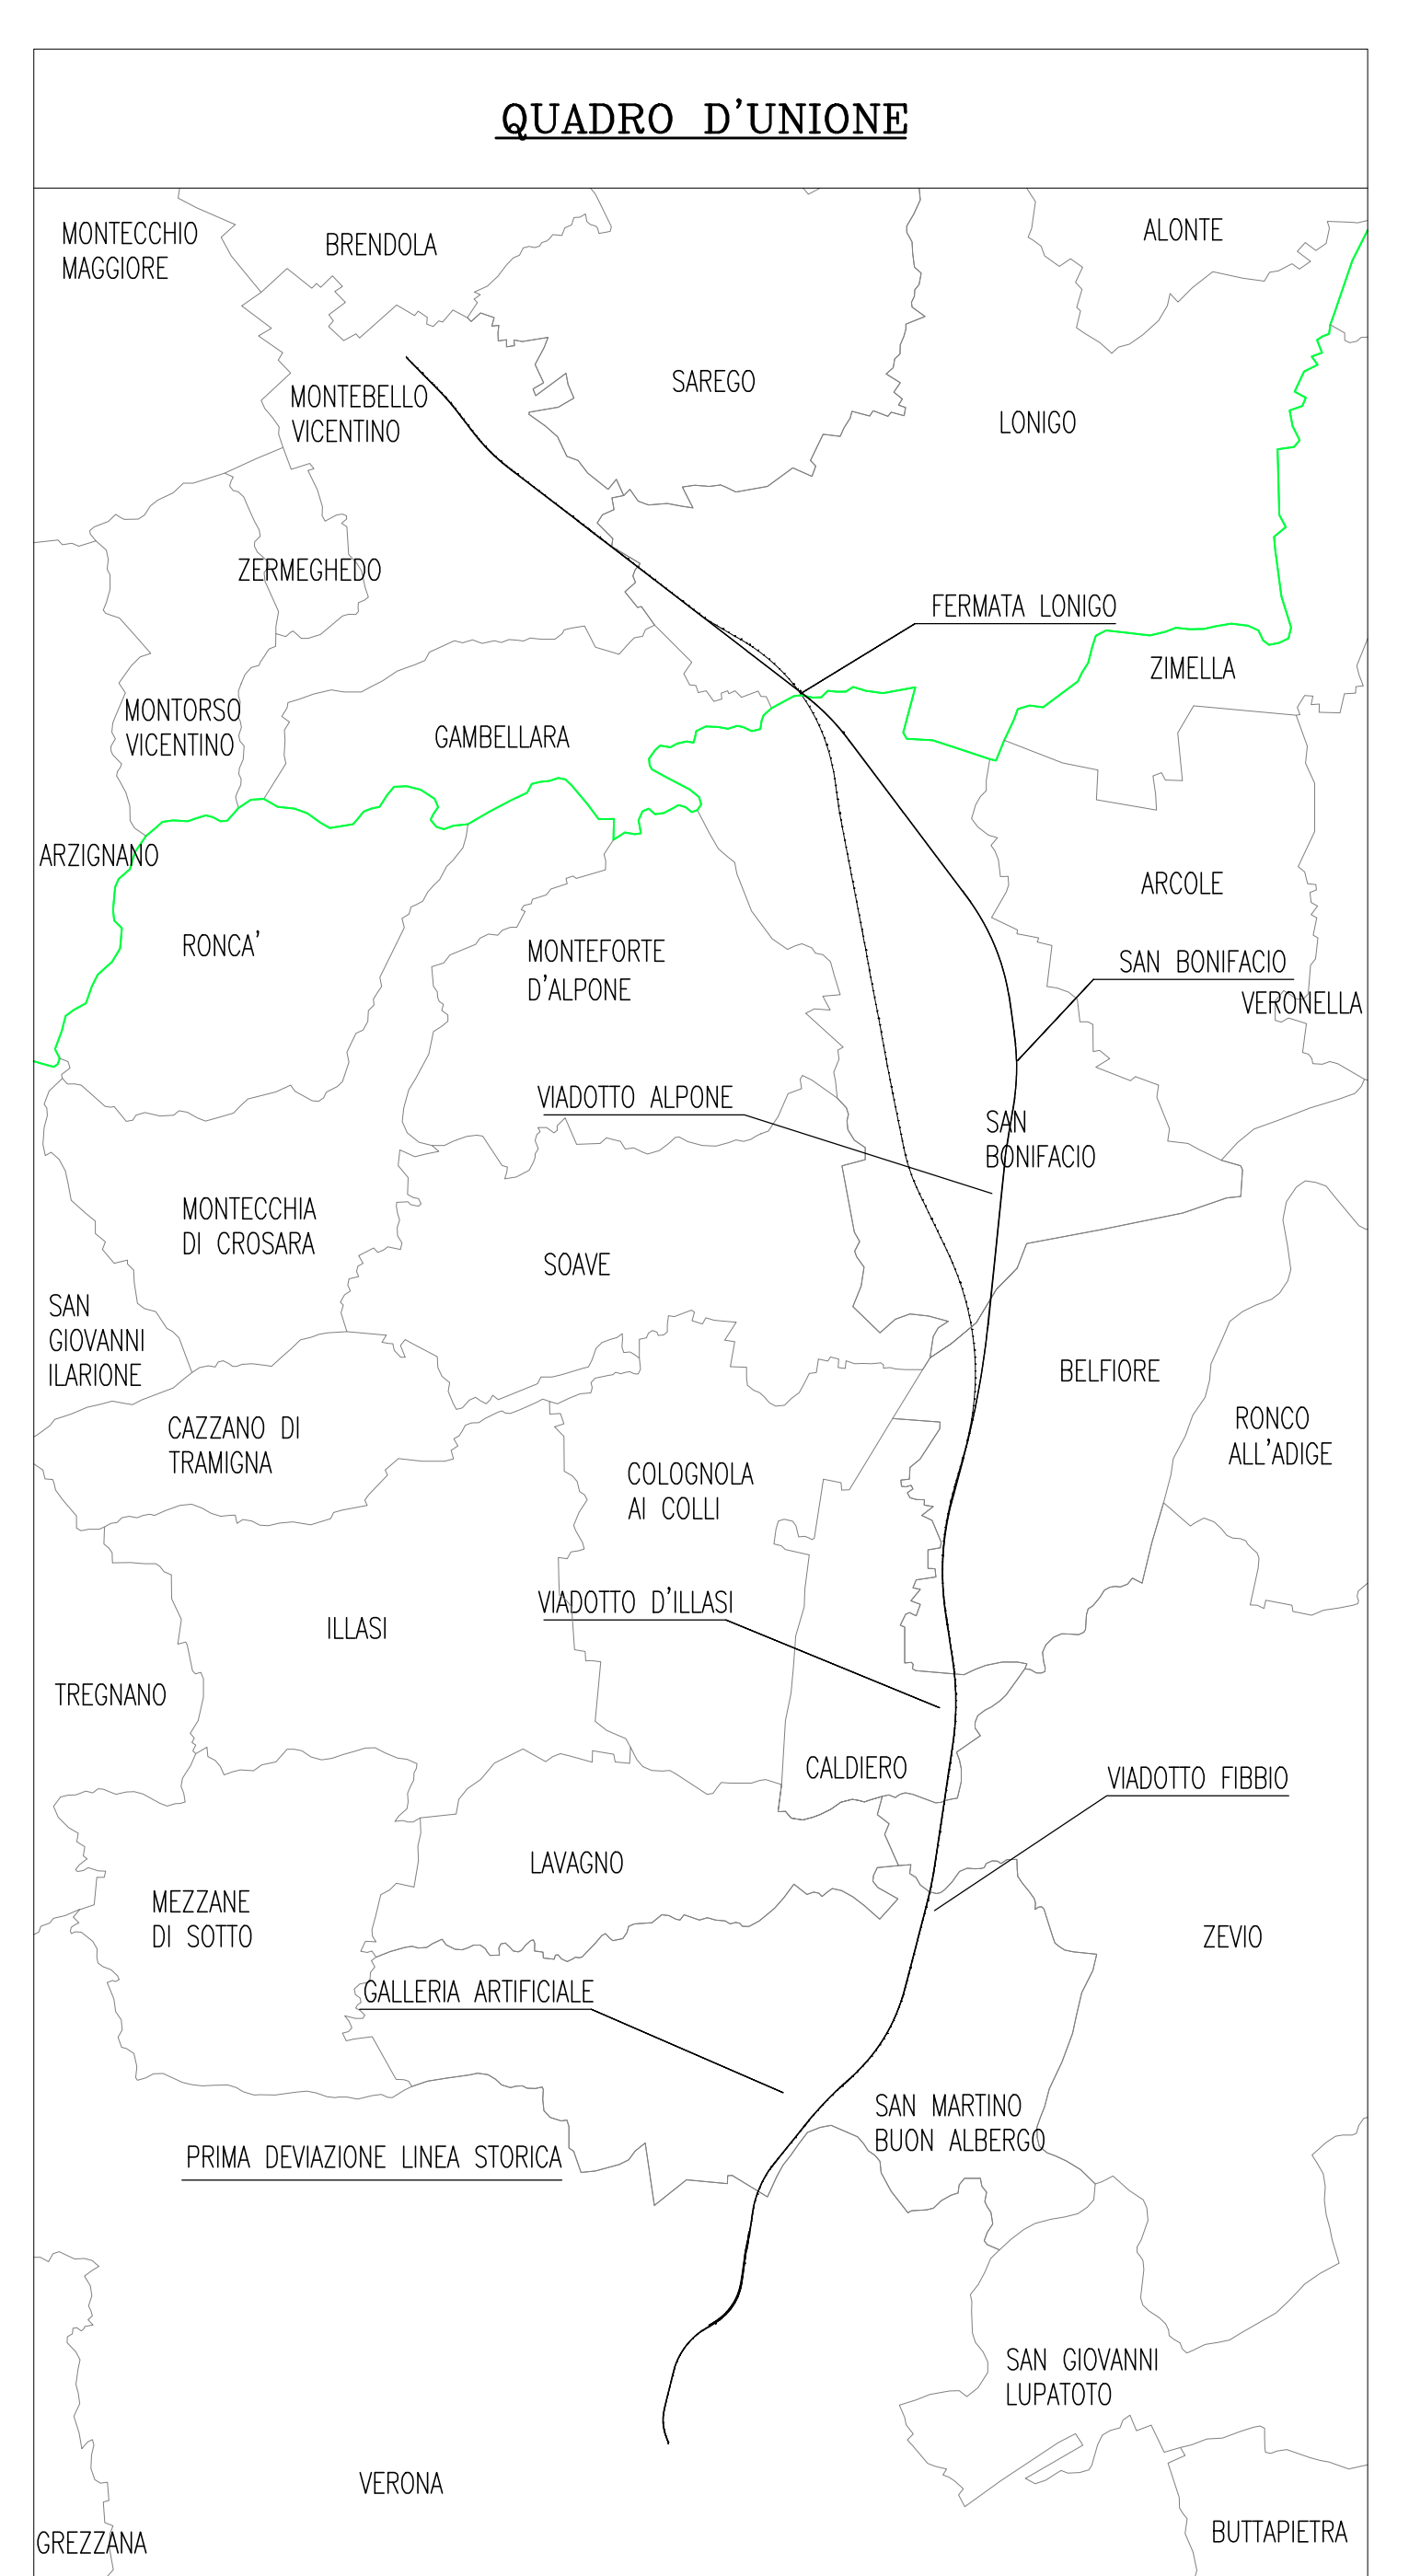 QUADRO D'UNIONE
MONTECCHIO
MAGGIORE
BRENDOLA
ALONTE
SAREGO
MONTEBELLO
VICENTINO
LONIGO
ZERMEGHEDO
FERMATA LONIGO
ZIMELLA
MONTORSO
VICENTINO
GAMBELLARA
ARZIGNANO
ARCOLE
RONCA'
MONTEFORTE
D'ALPONE
SAN BONIFACIO
VERONELLA
VIADOTTO ALPONE
SAN
BONIFACIO
MONTECCHIA
DI CROSARA
SOAVE
SAN
GIOVANNI
ILARIONE
BELFIORE
CAZZANO DI
TRAMIGNA
RONCO
ALL'ADIGE
COLOGNOLA
AI COLLI
VIADOTTO D'ILLASI
ILLASI
TREGNANO
CALDIERO
VIADOTTO FIBBIO
LAVAGNO
MEZZANE
DI SOTTO
ZEVIO
GALLERIA ARTIFICIALE
SAN MARTINO
BUON ALBERGO
PRIMA DEVIAZIONE LINEA STORICA
SAN GIOVANNI
LUPATOTO
VERONA
BUTTAPIETRA
GREZZANA